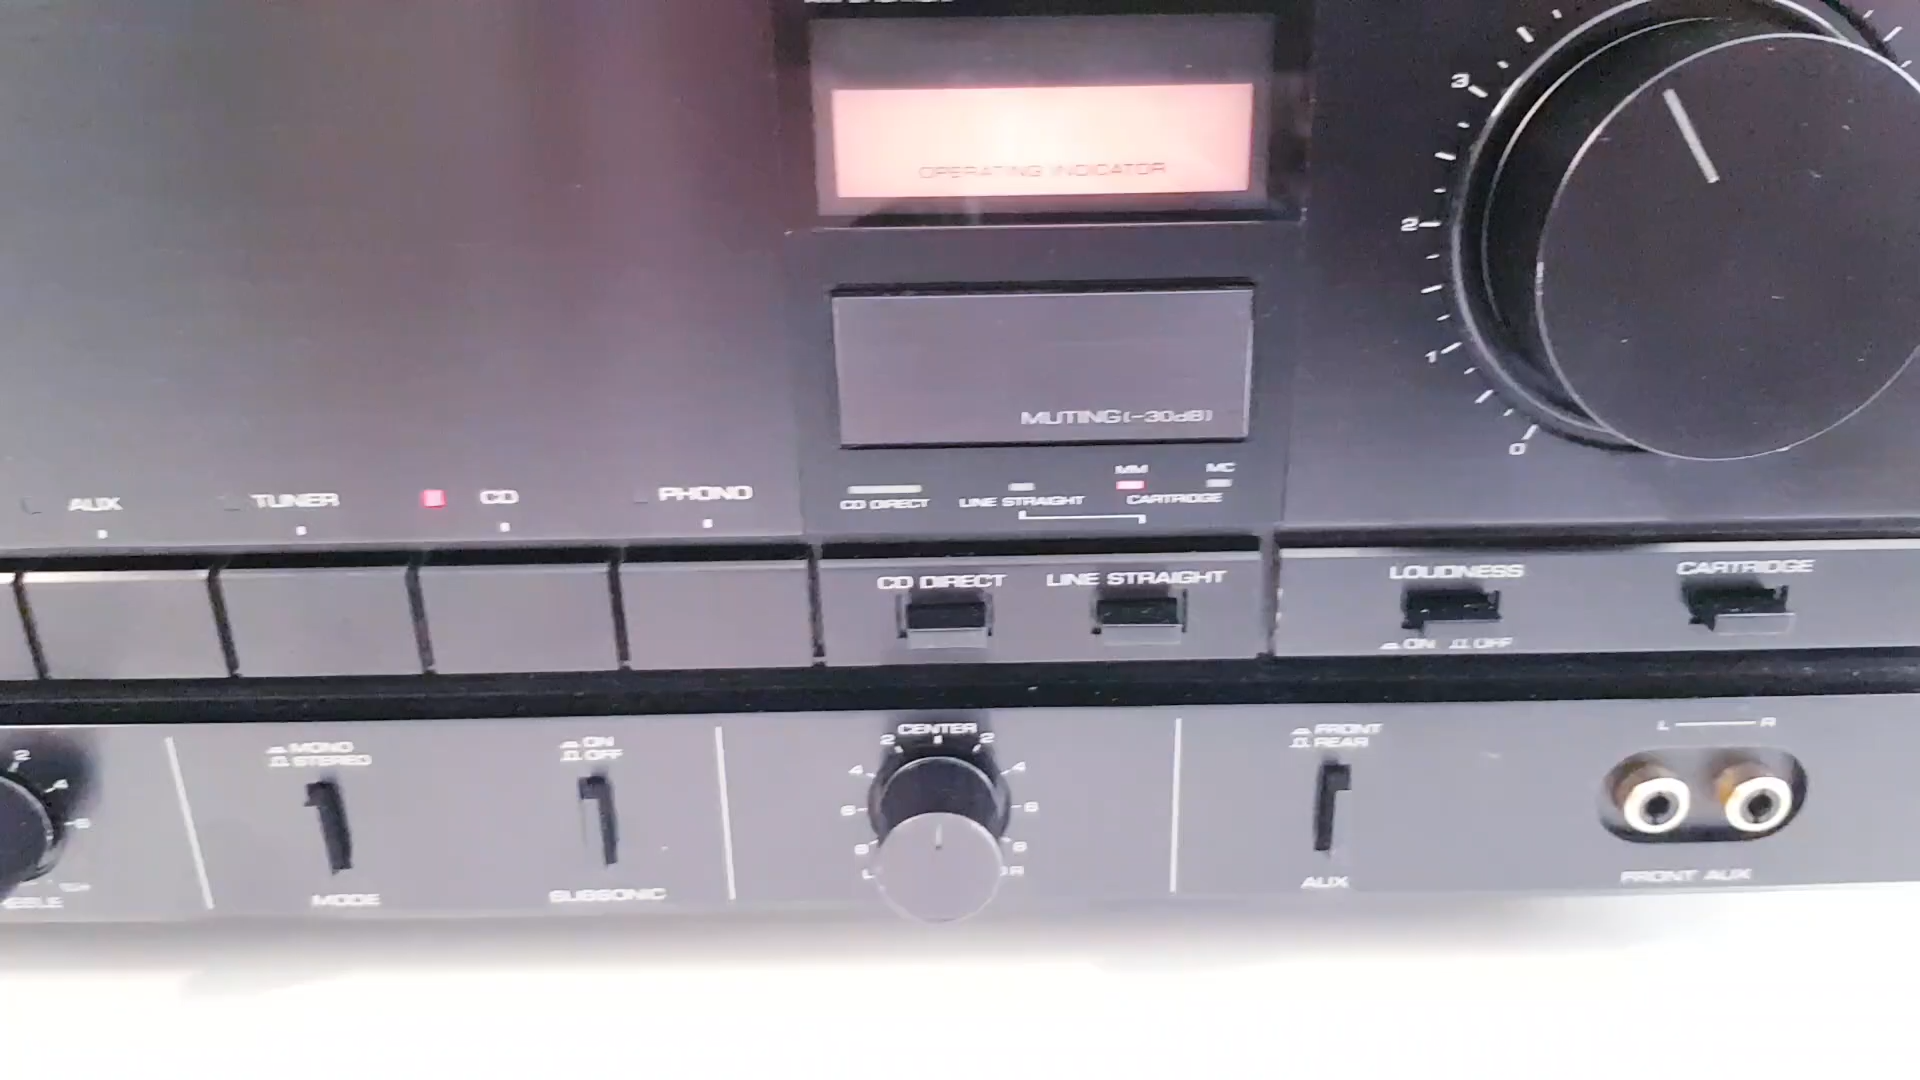 OPERATING INDICATOR
3
2
1
0
MUTING (-30dB)
AUX
TUNER
CD
PHONO
MM
MC
CD DIRECT
LINE STRAIGHT
CARTRIDGE
CD DIRECT
LINE STRAIGHT
LOUDNESS
CARTRIDGE
ON OFF
2
4
6
MONO
STEREO
MODE
ON
OFF
SUBSONIC
CENTER
2 2
4 4
6 6
8 8
L R
FRONT
REAR
AUX
L R
FRONT AUX